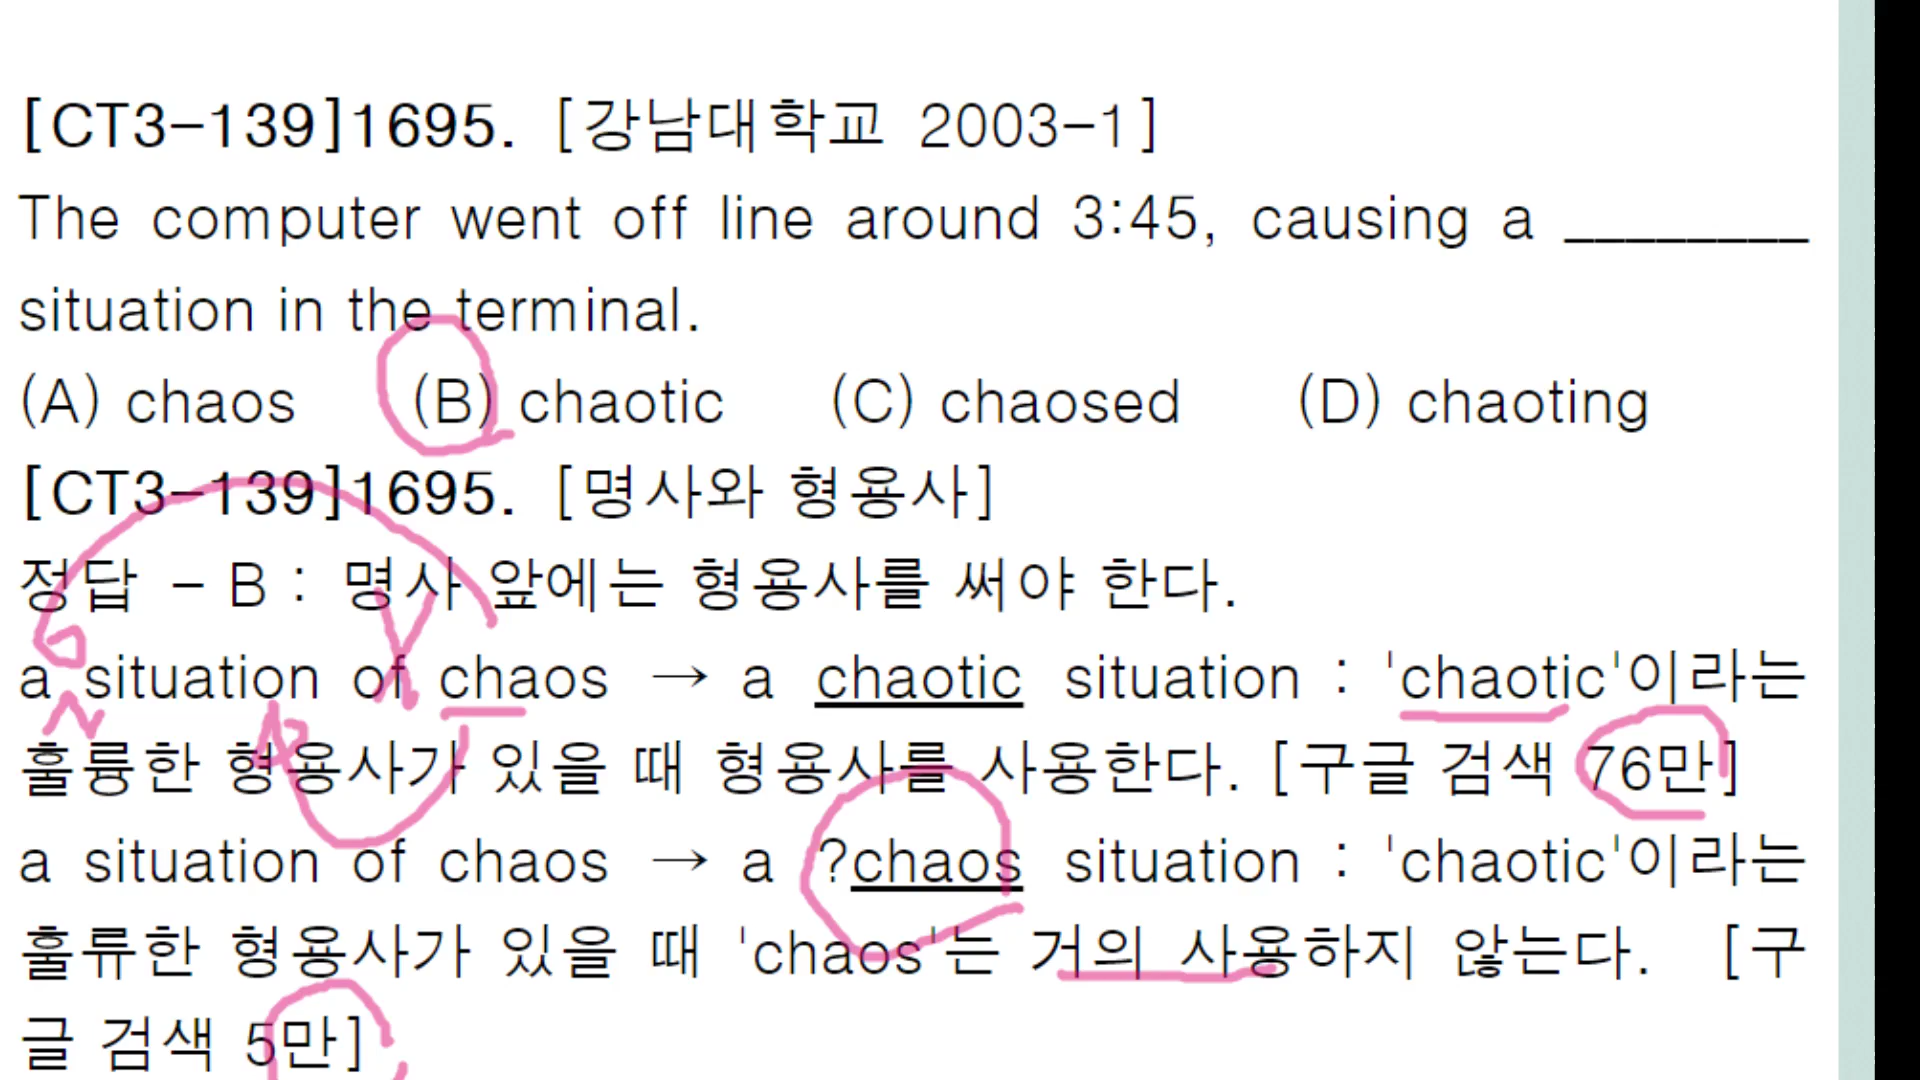 [CT3-139]1695. [강남대학교 2003-1]
The computer went off line around 3:45, causing a ________
situation in the terminal.
(A) chaos (B) chaotic (C) chaosed (D) chaoting
[CT3-139]1695. [명사와 형용사]
정답 - B : 명사 앞에는 형용사를 써야 한다.
a situation of chaos → a chaotic situation : 'chaotic'이라는
훌륭한 형용사가 있을 때 형용사를 사용한다. [구글 검색 76만]
a situation of chaos → a ?chaos situation : 'chaotic'이라는
훌류한 형용사가 있을 때 'chaos'는 거의 사용하지 않는다. [구
글 검색 5만]